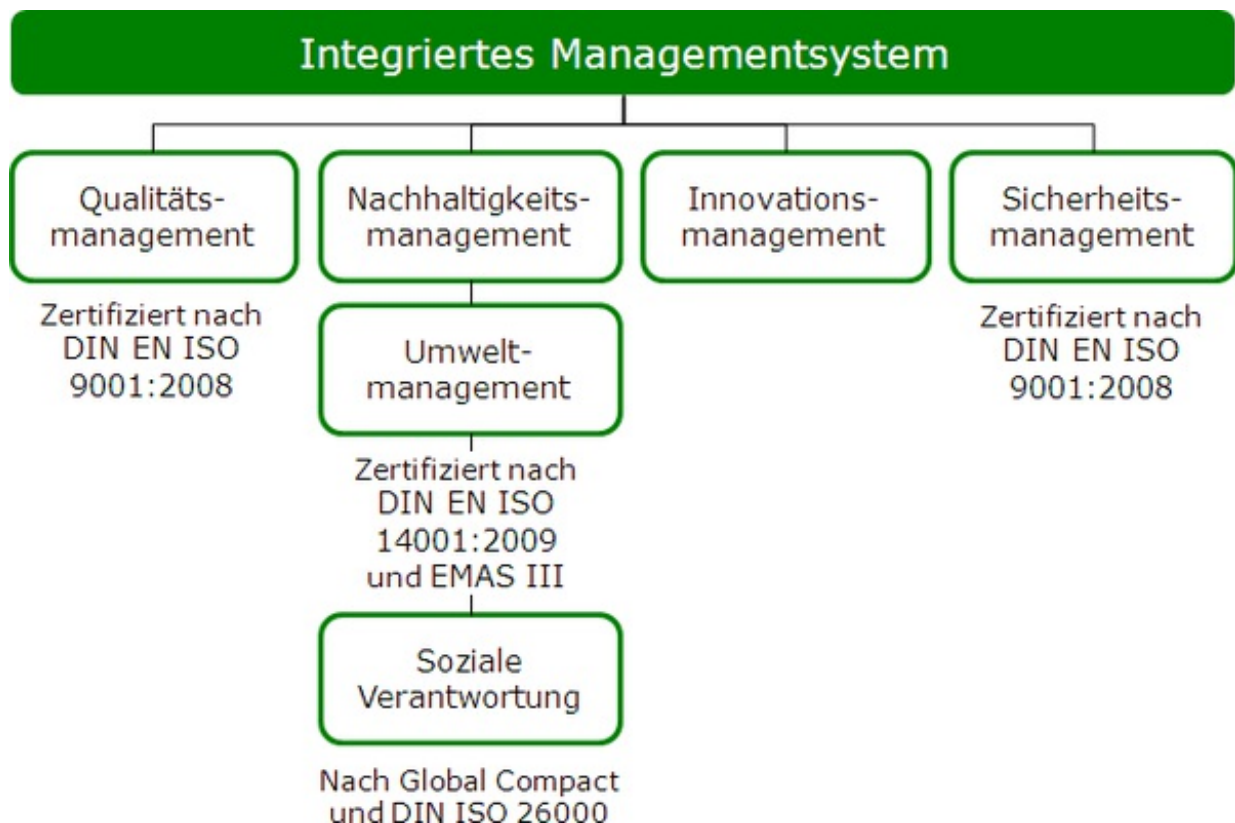 Integriertes Managementsystem
Qualitäts-
management
Zertifiziert nach
DIN EN ISO
9001:2008
Nachhaltigkeits-
management
Umwelt-
management
Zertifiziert nach
DIN EN ISO
14001:2009
und EMAS III
Soziale
Verantwortung
Nach Global Compact
und DIN ISO 26000
Innovations-
management
Sicherheits-
management
Zertifiziert nach
DIN EN ISO
9001:2008